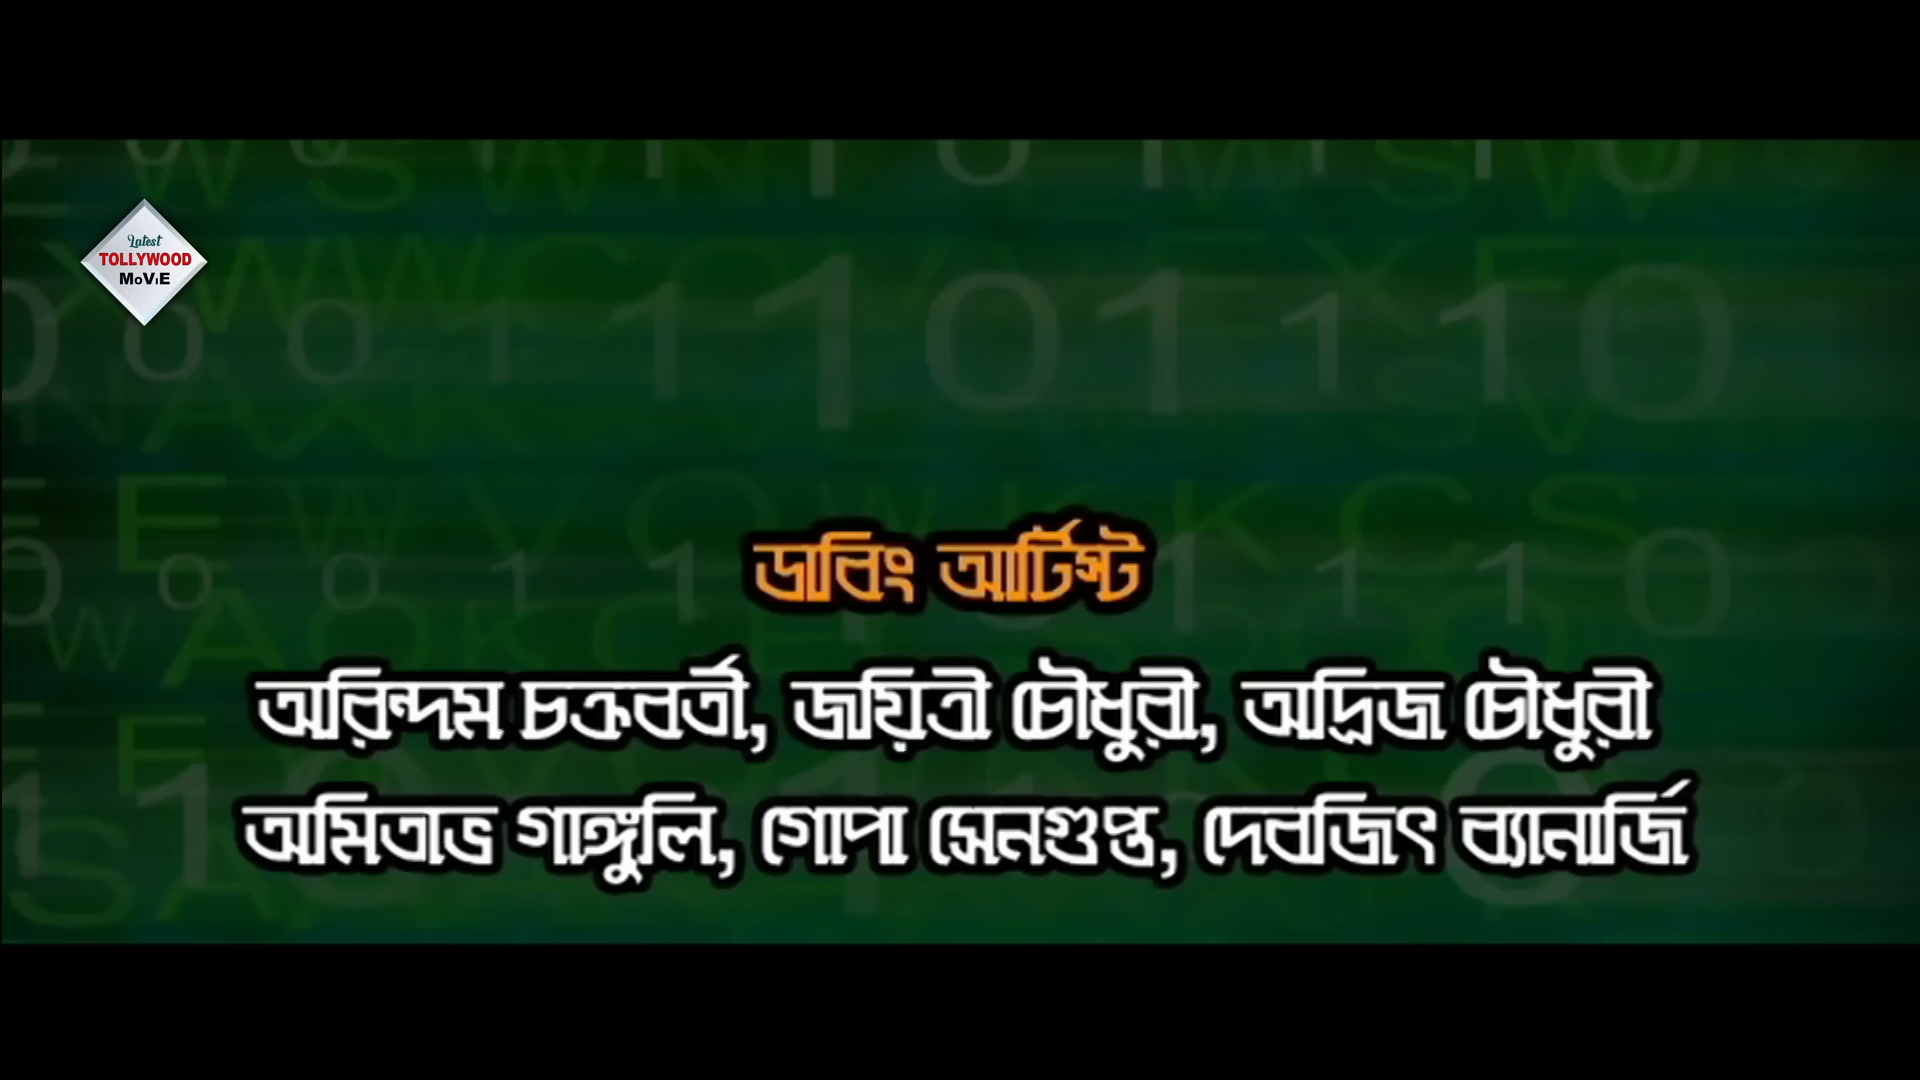 Latest
TOLLYWOOD
MoViE
ডাবিং আর্টিস্ট
অরিন্দম চক্রবর্তী, জয়িত্রী চৌধুরী, অদ্রিজ চৌধুরী
অমিতাভ গাঙ্গুলি, গোপা সেনগুপ্ত, দেবজিৎ ব্যানার্জি